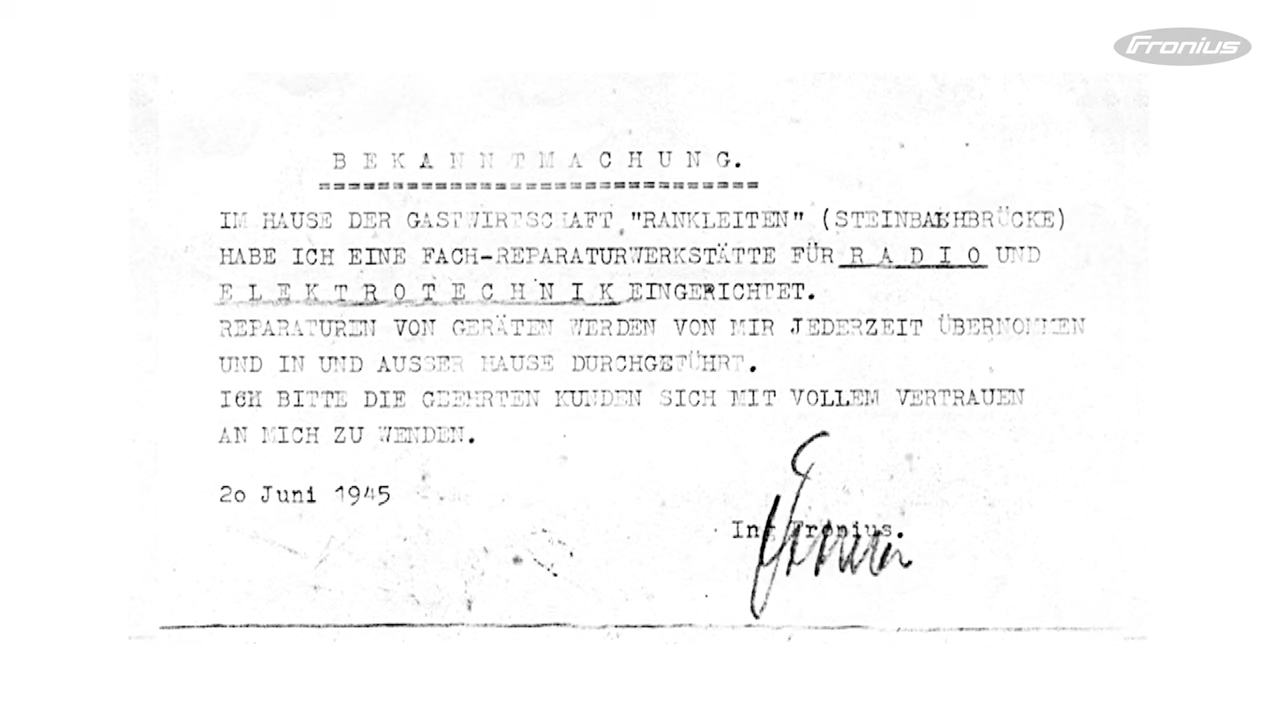 Fronius
B E K A N N T M A C H U N G.
==============================
IM HAUSE DER GASTWIRTSCHAFT "RANKLEITEN" (STEINBACHBRÜCKE)
HABE ICH EINE FACH-REPARATURWERKSTÄTTE FÜR R A D I O UND
E L E K T R O T E C H N I K EINGERICHTET.
REPARATUREN VON GERÄTEN WERDEN VON MIR JEDERZEIT ÜBERNOMMEN
UND IN UND AUSSER HAUSE DURCHGEFÜHRT.
ICH BITTE DIE GEEHRTEN KUNDEN SICH MIT VOLLEM VERTRAUEN
AN MICH ZU WENDEN.
2o Juni 1945
Ing Fronius.